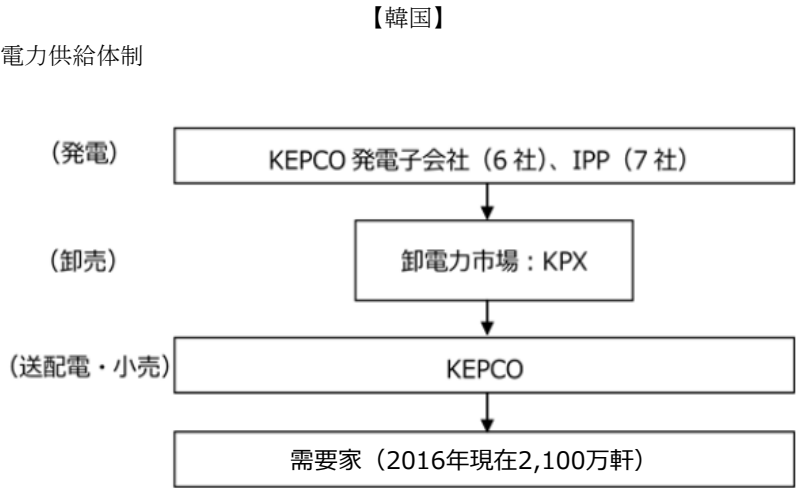 【韓国】
電力供給体制
（発電）
KEPCO 発電子会社（6 社）、IPP（7 社）
（卸売）
卸電力市場：KPX
（送配電・小売）
KEPCO
需要家（2016年現在2,100万軒）